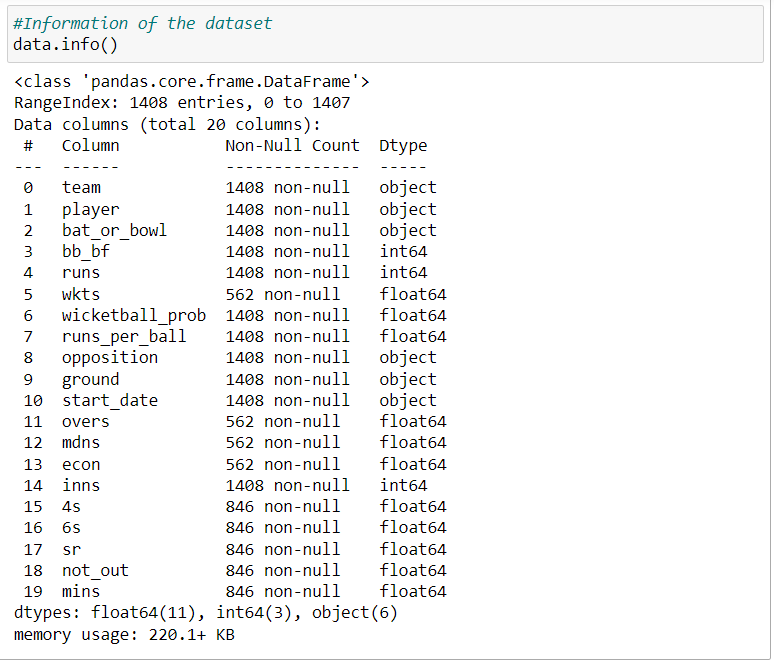 #Information of the dataset
data.info()
<class 'pandas.core.frame.DataFrame'>
RangeIndex: 1408 entries, 0 to 1407
Data columns (total 20 columns):
 #   Column           Non-Null Count  Dtype
---  ------           --------------  -----
 0   team             1408 non-null   object
 1   player           1408 non-null   object
 2   bat_or_bowl      1408 non-null   object
 3   bb_bf            1408 non-null   int64
 4   runs             1408 non-null   int64
 5   wkts             562 non-null    float64
 6   wicketball_prob  1408 non-null   float64
 7   runs_per_ball    1408 non-null   float64
 8   opposition       1408 non-null   object
 9   ground           1408 non-null   object
 10  start_date       1408 non-null   object
 11  overs            562 non-null    float64
 12  mdns             562 non-null    float64
 13  econ             562 non-null    float64
 14  inns             1408 non-null   int64
 15  4s               846 non-null    float64
 16  6s               846 non-null    float64
 17  sr               846 non-null    float64
 18  not_out          846 non-null    float64
 19  mins             846 non-null    float64
dtypes: float64(11), int64(3), object(6)
memory usage: 220.1+ KB